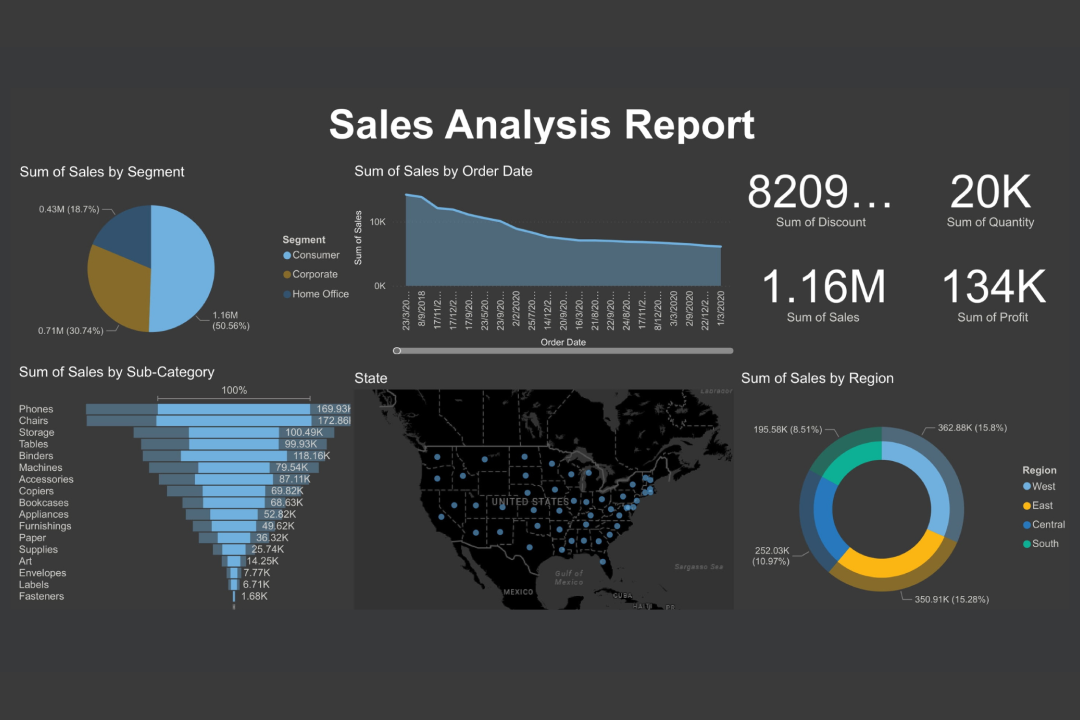 Sales Analysis Report
Sum of Sales by Segment
0.43M (18.7%)
1.16M
(50.56%)
0.71M (30.74%)
Segment
Consumer
Corporate
Home Office
Sum of Sales by Order Date
Sum of Sales
10K
0K
23/3/20...
8/9/2018
17/11/2...
17/12/2...
17/9/20...
23/5/20...
23/9/20...
2/2/2020
25/7/20...
14/12/2...
20/9/20...
16/3/20...
21/8/20...
22/9/20...
24/8/20...
17/11/2...
8/12/20...
3/3/2020
2/9/2020
22/12/2...
1/3/2020
Order Date
8209...
Sum of Discount
20K
Sum of Quantity
1.16M
Sum of Sales
134K
Sum of Profit
Sum of Sales by Sub-Category
100%
Phones 169.93K
Chairs 172.86K
Storage 100.49K
Tables 99.93K
Binders 118.16K
Machines 79.54K
Accessories 87.11K
Copiers 69.82K
Bookcases 68.63K
Appliances 52.82K
Furnishings 49.62K
Paper 36.32K
Supplies 25.74K
Art 14.25K
Envelopes 7.77K
Labels 6.71K
Fasteners 1.68K
State
Labrador
UNITED STATES
Gulf of
Mexico
Sargasso Sea
MEXICO
CUBA
Sum of Sales by Region
195.58K (8.51%)
362.88K (15.8%)
252.03K
(10.97%)
350.91K (15.28%)
Region
West
East
Central
South